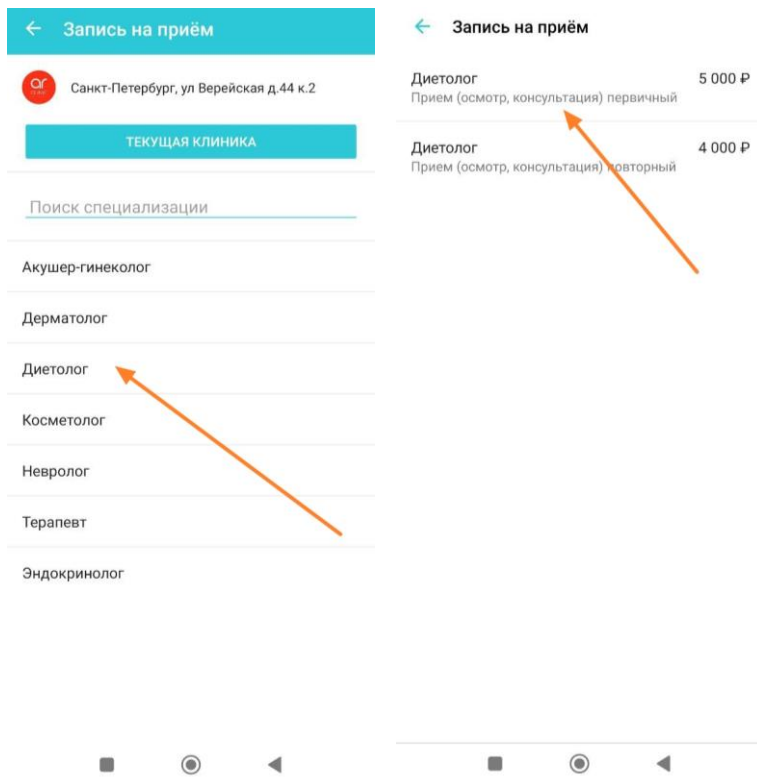 Запись на приём
Санкт-Петербург, ул Верейская д.44 к.2
ТЕКУЩАЯ КЛИНИКА
Поиск специализации
Акушер-гинеколог
Дерматолог
Диетолог
Косметолог
Невролог
Терапевт
Эндокринолог
Запись на приём
Диетолог 5 000 ₽
Прием (осмотр, консультация) первичный
Диетолог 4 000 ₽
Прием (осмотр, консультация) повторный